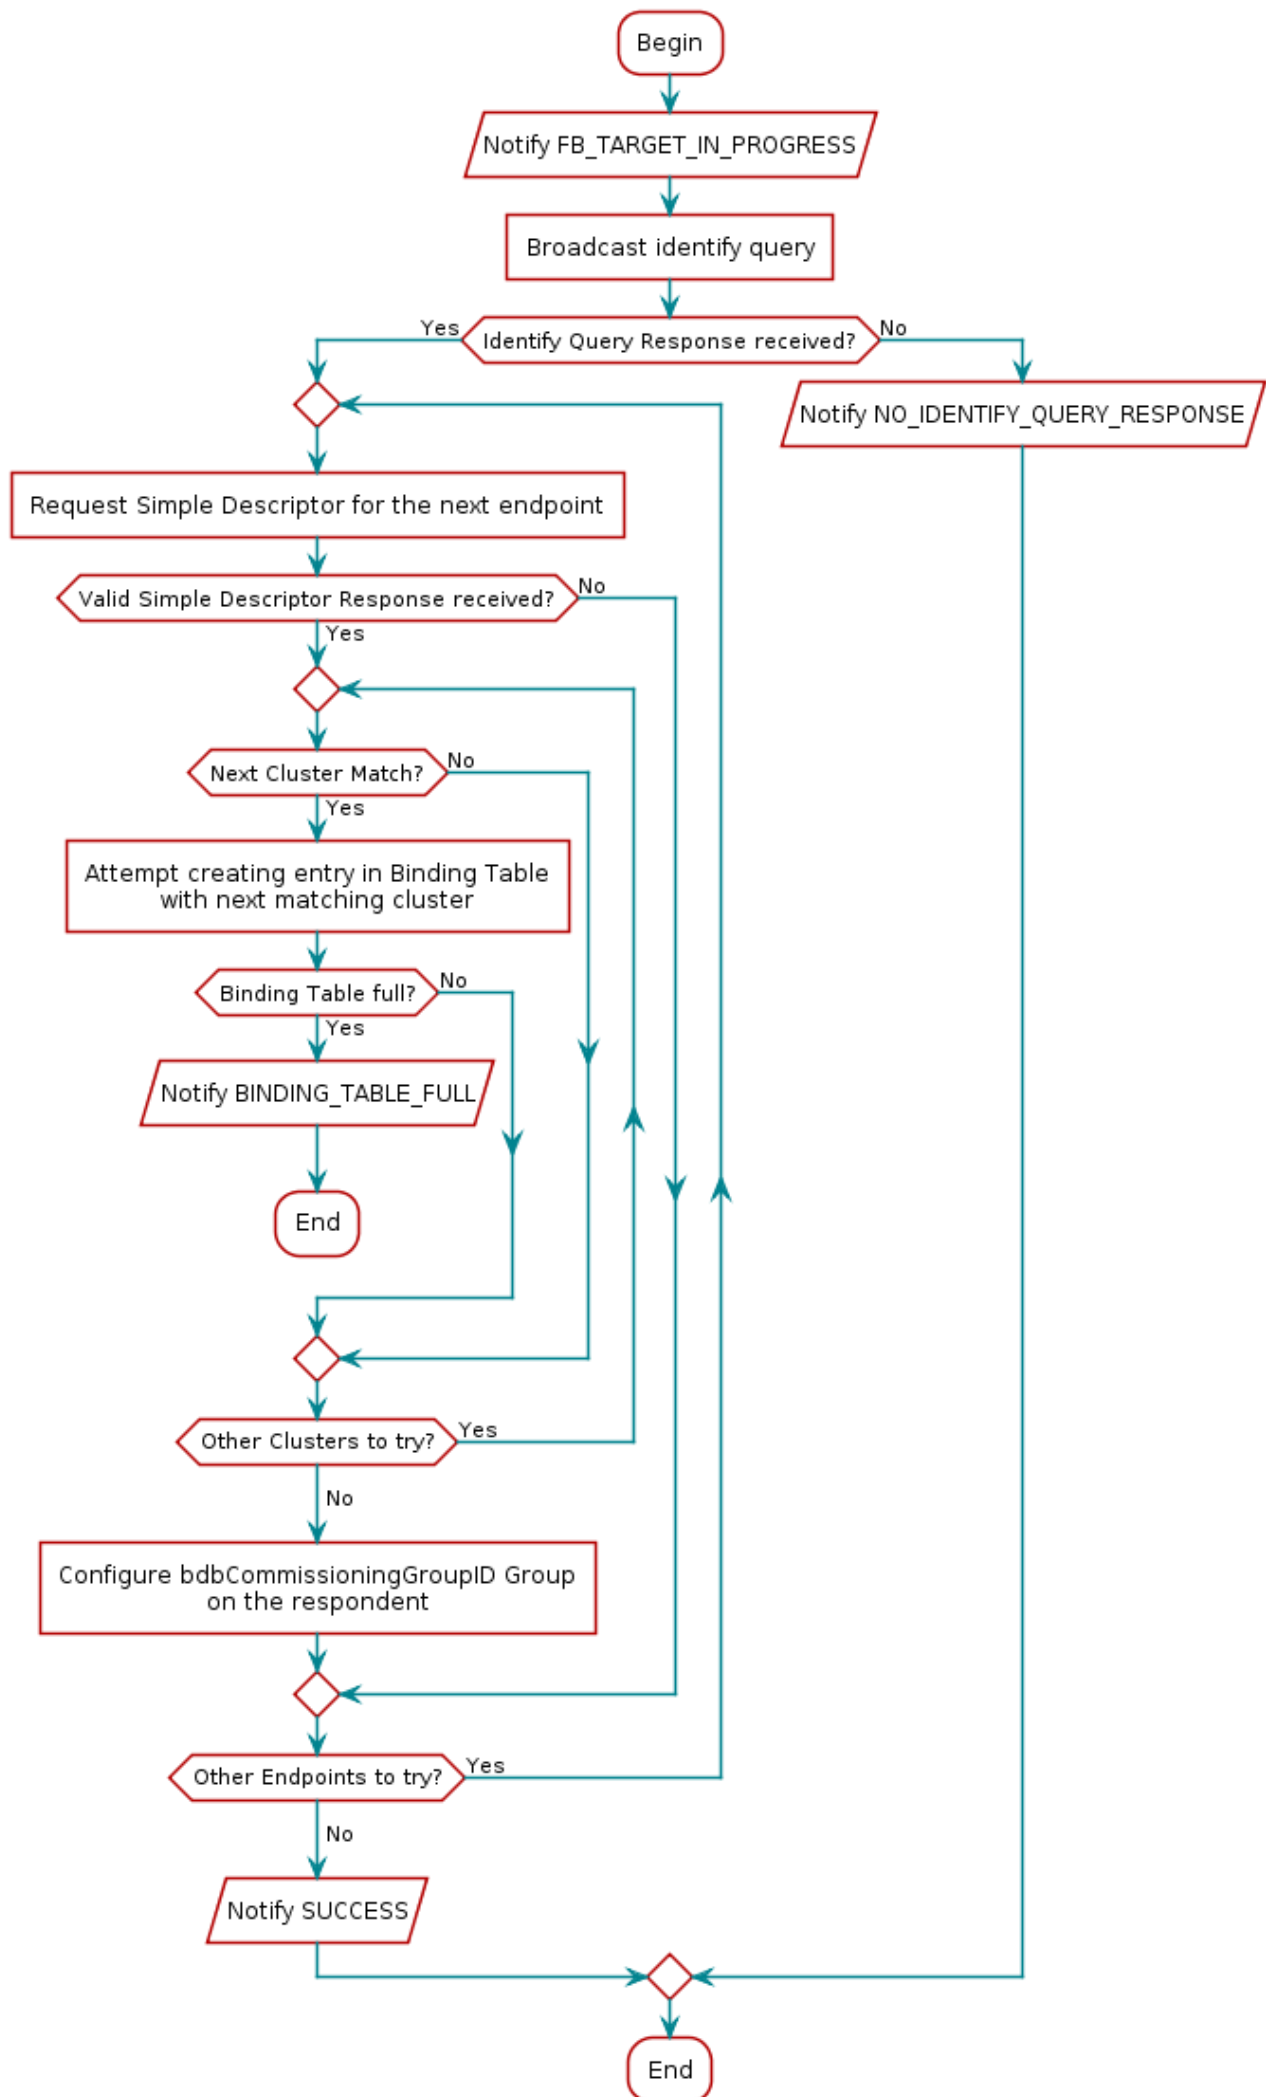 Begin
Notify FB_TARGET_IN_PROGRESS
Broadcast identify query
Yes
Identify Query Response received?
No
Notify NO_IDENTIFY_QUERY_RESPONSE
Request Simple Descriptor for the next endpoint
Valid Simple Descriptor Response received?
No
Yes
Next Cluster Match?
No
Yes
Attempt creating entry in Binding Table
with next matching cluster
Binding Table full?
No
Yes
Notify BINDING_TABLE_FULL
End
Other Clusters to try?
Yes
No
Configure bdbCommissioningGroupID Group
on the respondent
Other Endpoints to try?
Yes
No
Notify SUCCESS
End